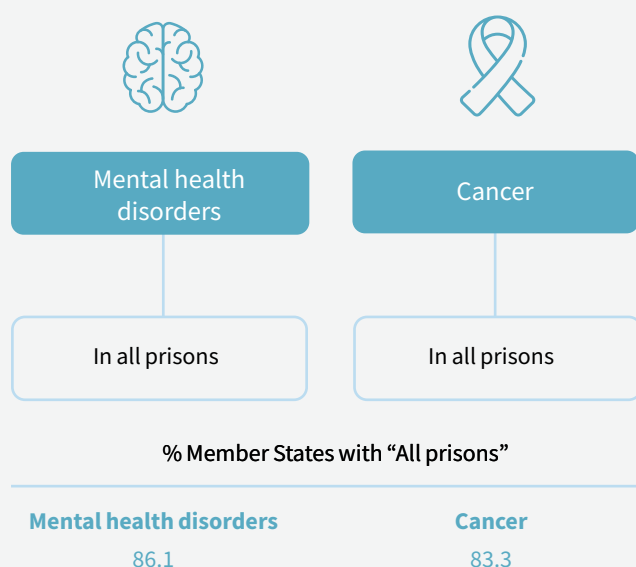 Mental health
disorders
Cancer
In all prisons
In all prisons
% Member States with “All prisons”
Mental health disorders
Cancer
86.1
83.3